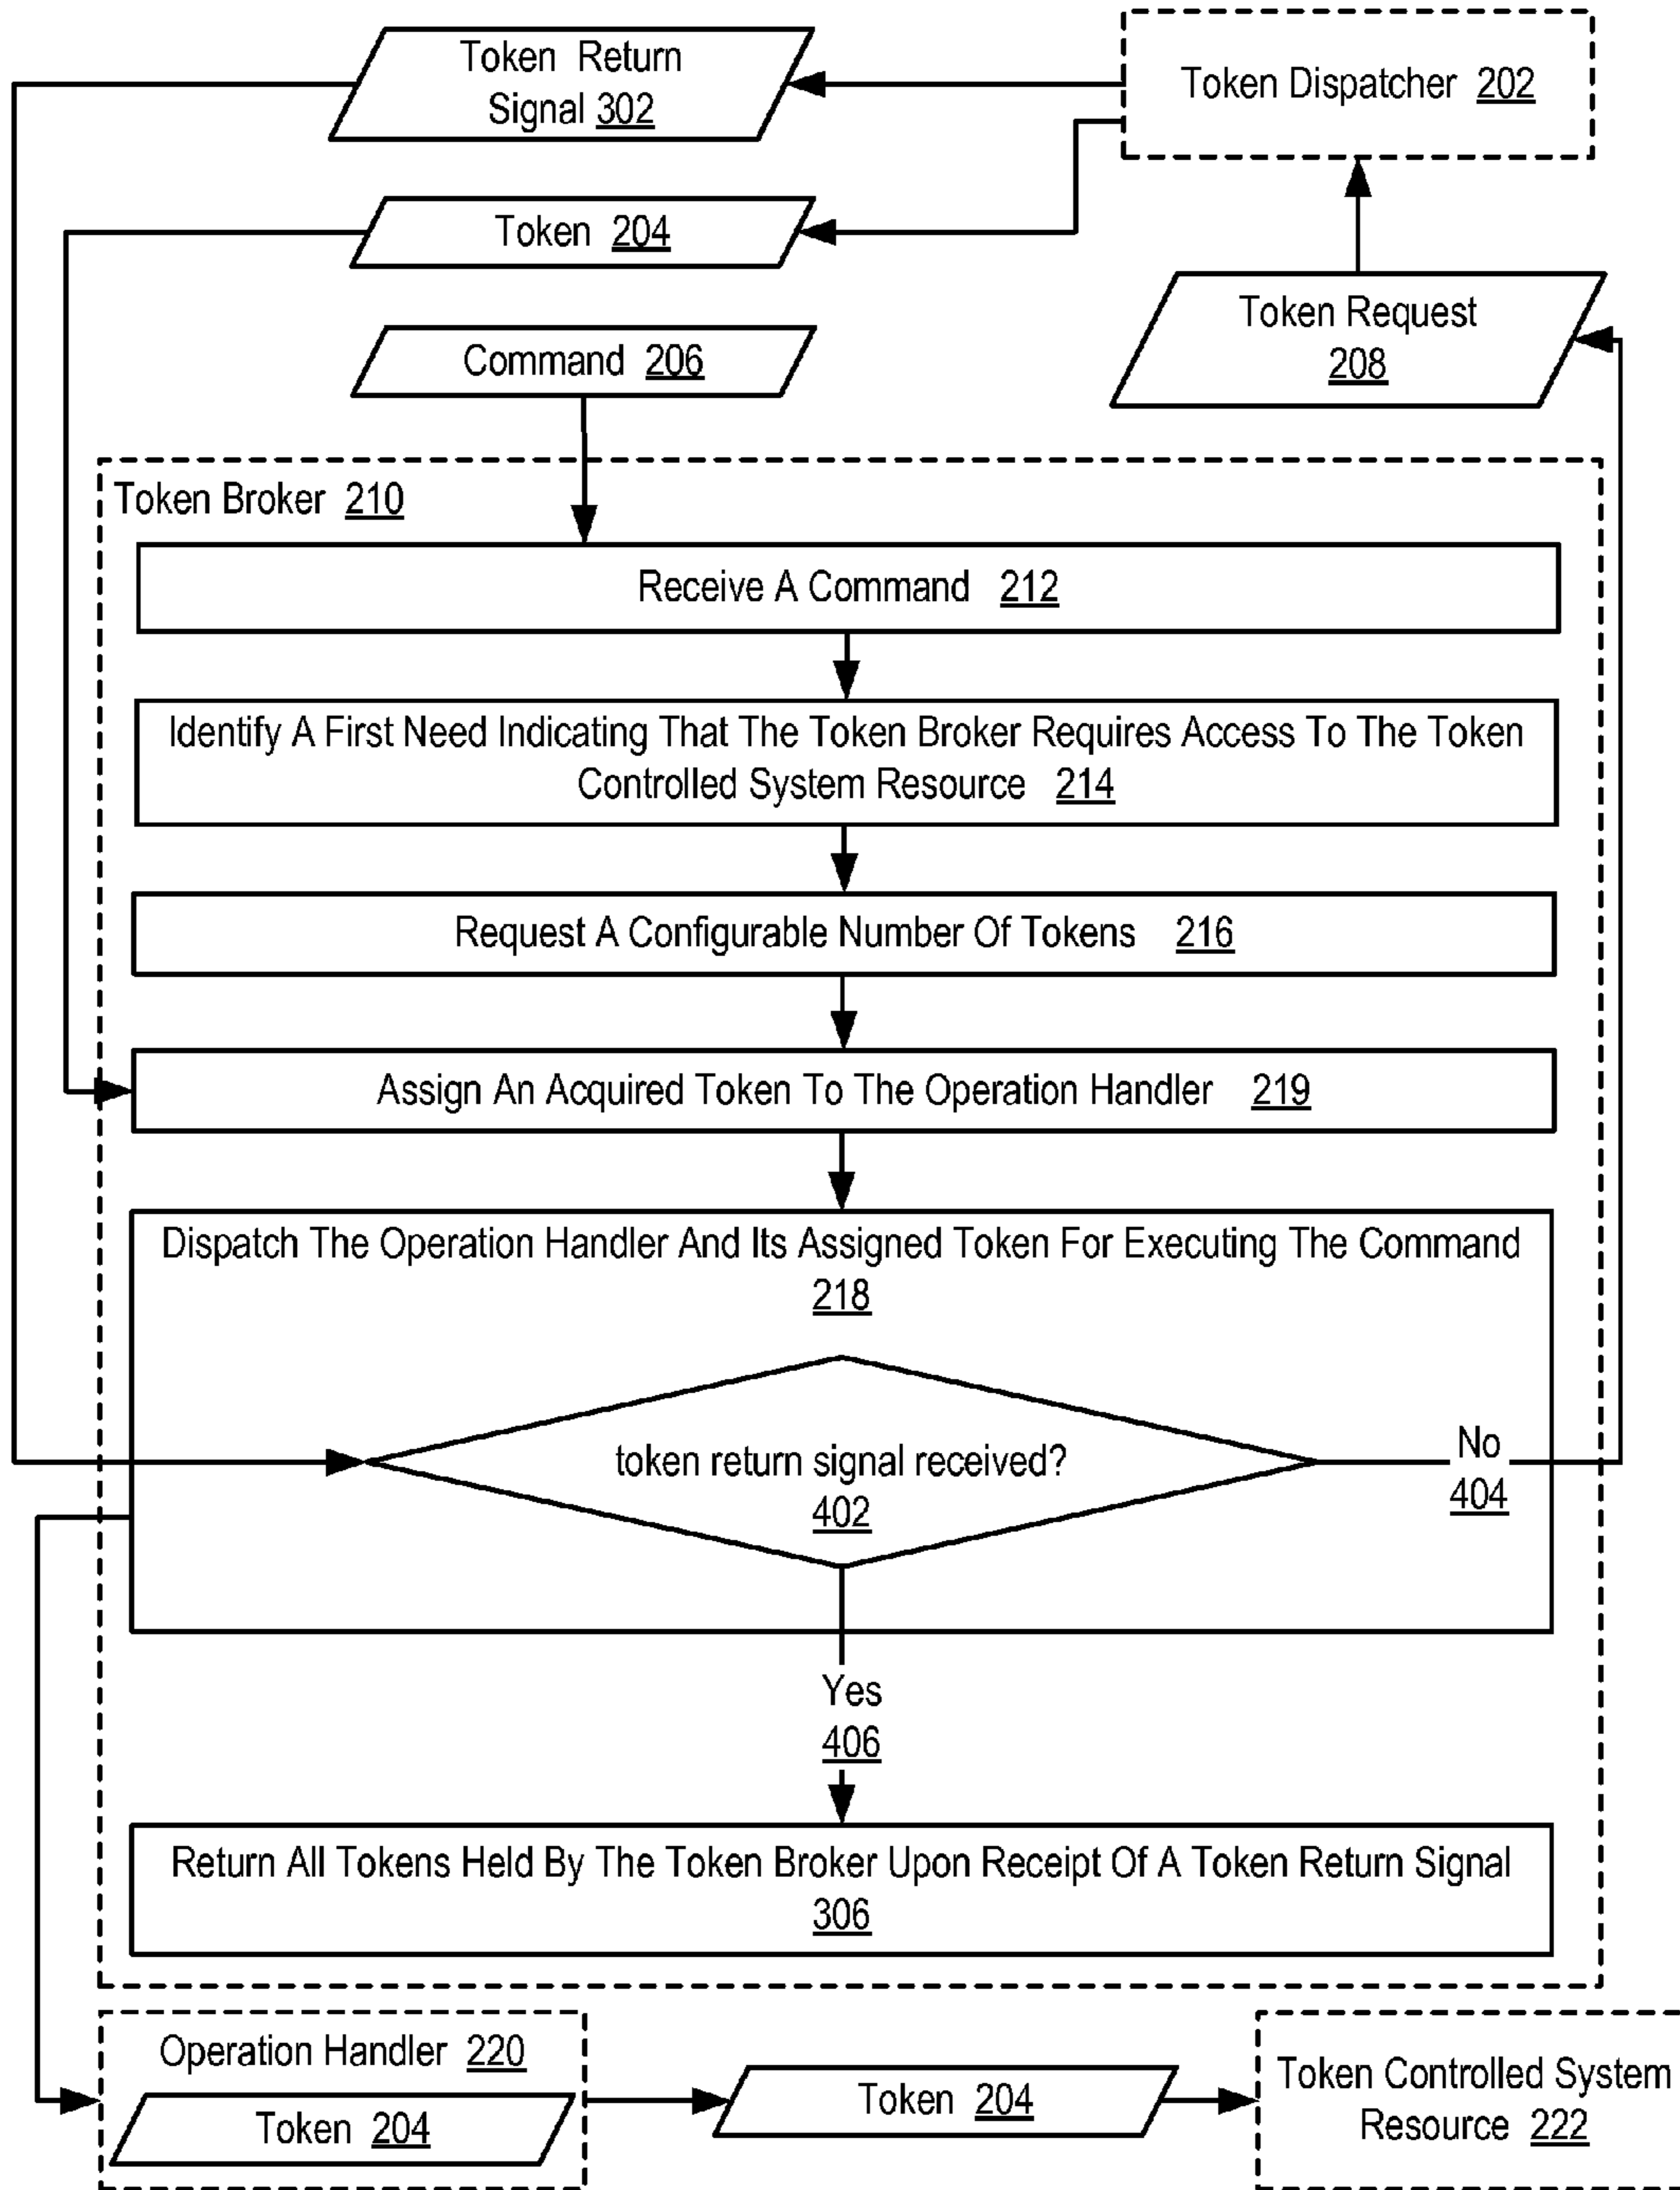 Token Return
Signal 302
Token Dispatcher 202
Token 204
Token Request
208
Command 206
Token Broker 210
Receive A Command 212
Identify A First Need Indicating That The Token Broker Requires Access To The Token
Controlled System Resource 214
Request A Configurable Number Of Tokens 216
Assign An Acquired Token To The Operation Handler 219
Dispatch The Operation Handler And Its Assigned Token For Executing The Command
218
token return signal received?
402
No
404
Yes
406
Return All Tokens Held By The Token Broker Upon Receipt Of A Token Return Signal
306
Operation Handler 220
Token 204
Token 204
Token Controlled System
Resource 222